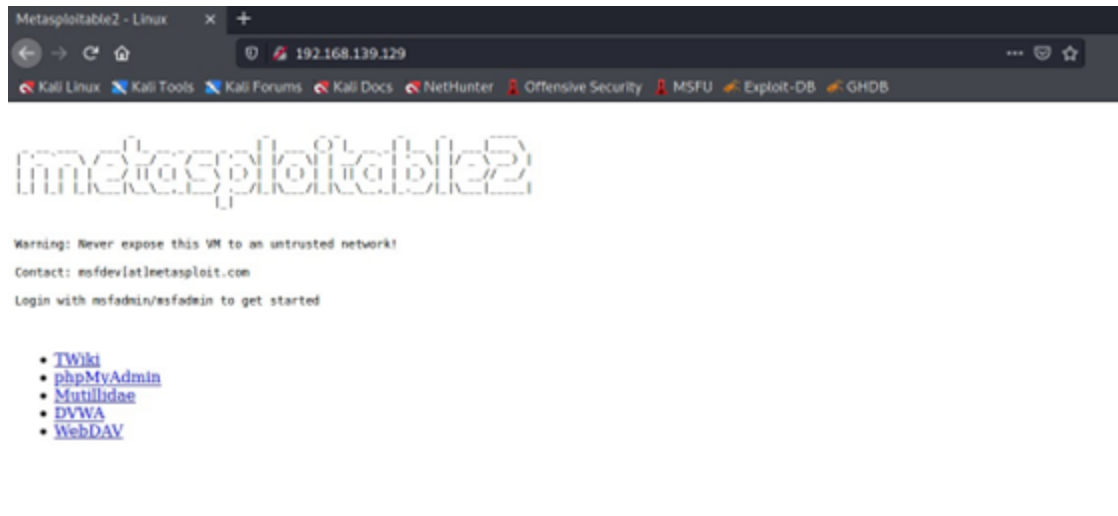 Metasploitable2 - Linux × +
192.168.139.129
Kali Linux Kali Tools Kali Forums Kali Docs NetHunter Offensive Security MSFU Exploit-DB GHDB
metasploitable2
Warning: Never expose this VM to an untrusted network!
Contact: msfdev[at]metasploit.com
Login with msfadmin/msfadmin to get started
• TWiki
• phpMyAdmin
• Mutillidae
• DVWA
• WebDAV